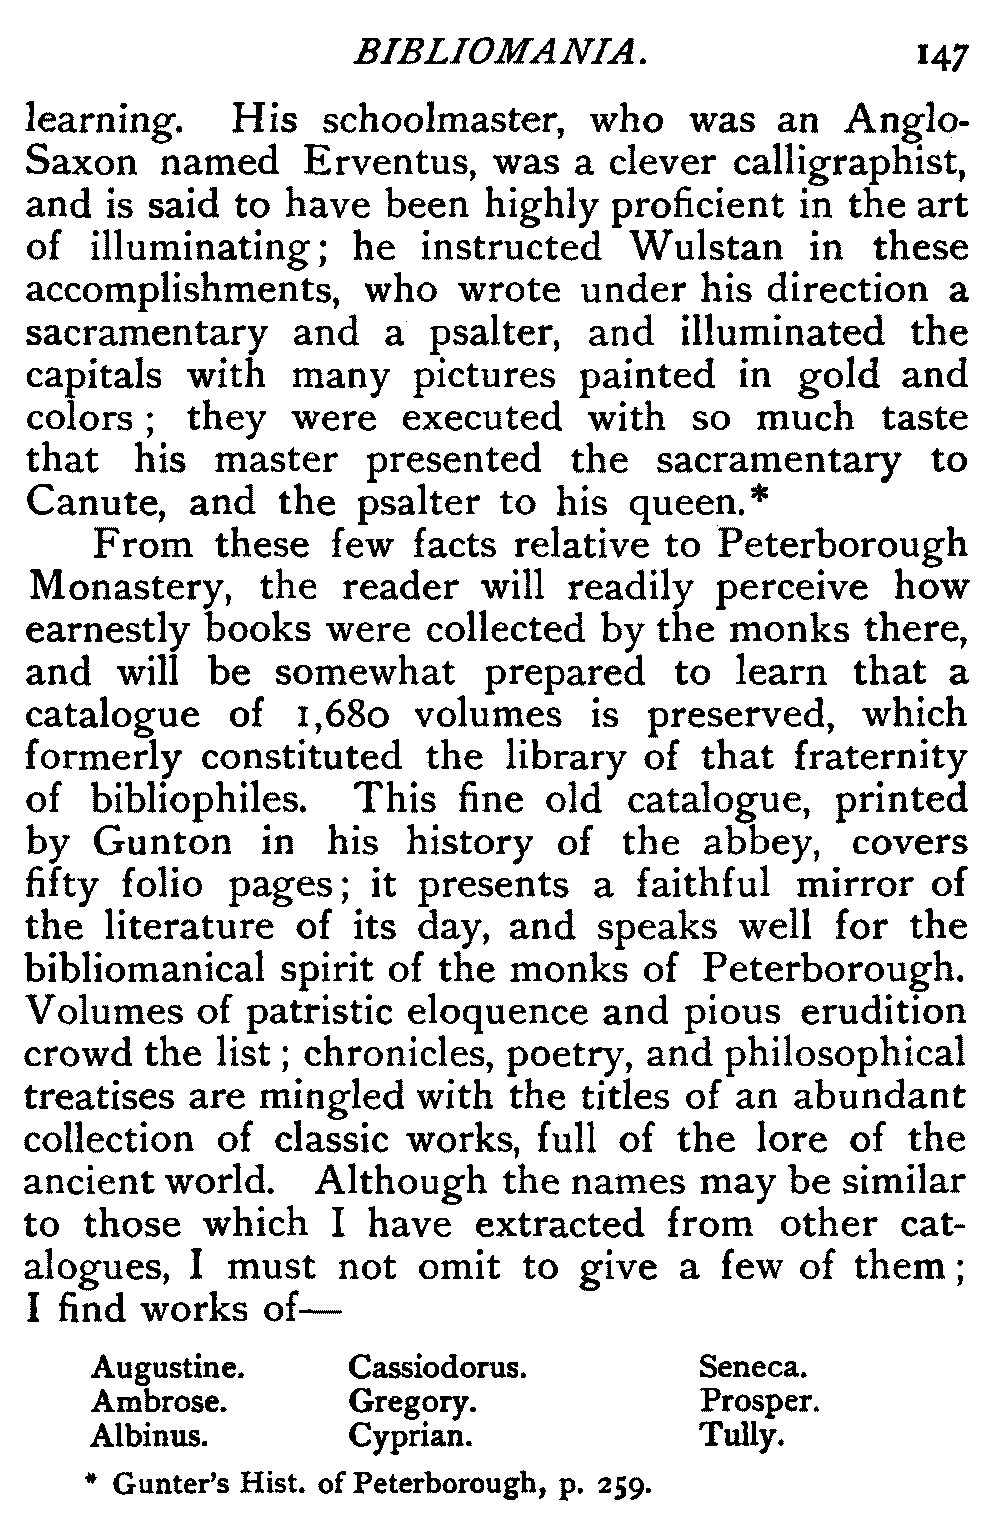 BIBLIOMANIA. 147
learning. His schoolmaster, who was an Anglo-
Saxon named Erventus, was a clever calligraphist,
and is said to have been highly proficient in the art
of illuminating; he instructed Wulstan in these
accomplishments, who wrote under his direction a
sacramentary and a psalter, and illuminated the
capitals with many pictures painted in gold and
colors ; they were executed with so much taste
that his master presented the sacramentary to
Canute, and the psalter to his queen.*
From these few facts relative to Peterborough
Monastery, the reader will readily perceive how
earnestly books were collected by the monks there,
and will be somewhat prepared to learn that a
catalogue of 1,680 volumes is preserved, which
formerly constituted the library of that fraternity
of bibliophiles. This fine old catalogue, printed
by Gunton in his history of the abbey, covers
fifty folio pages; it presents a faithful mirror of
the literature of its day, and speaks well for the
bibliomanical spirit of the monks of Peterborough.
Volumes of patristic eloquence and pious erudition
crowd the list ; chronicles, poetry, and philosophical
treatises are mingled with the titles of an abundant
collection of classic works, full of the lore of the
ancient world. Although the names may be similar
to those which I have extracted from other cat-
alogues, I must not omit to give a few of them ;
I find works of—
Augustine. Cassiodorus. Seneca.
Ambrose. Gregory. Prosper.
Albinus. Cyprian. Tully.
* Gunter's Hist. of Peterborough, p. 259.